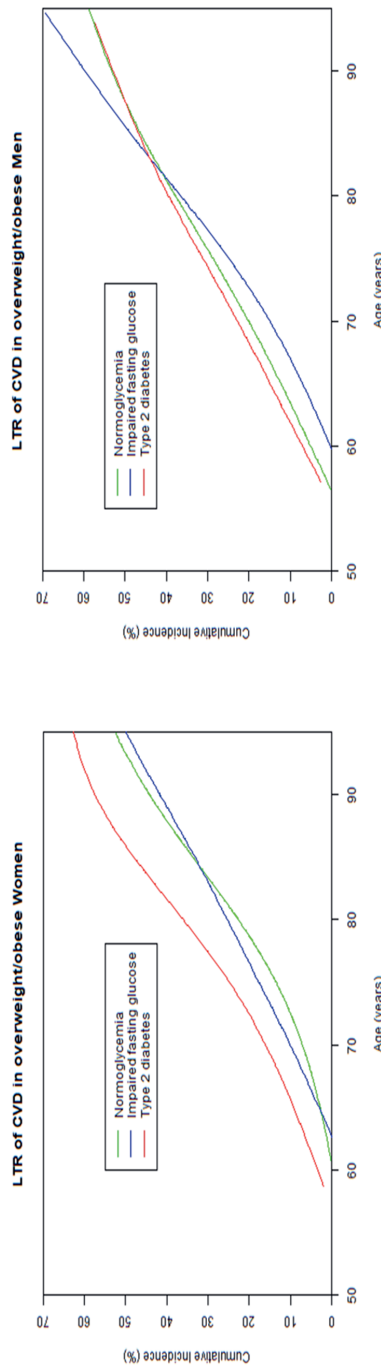 LTR of CVD in overweight/obese Women
Cumulative Incidence (%)
70
60
50
40
30
20
10
0
Normoglycemia
Impaired fasting glucose
Type 2 diabetes
50
60
70
80
90
Age (years)
LTR of CVD in overweight/obese Men
Cumulative Incidence (%)
70
60
50
40
30
20
10
0
Normoglycemia
Impaired fasting glucose
Type 2 diabetes
50
60
70
80
90
Age (years)